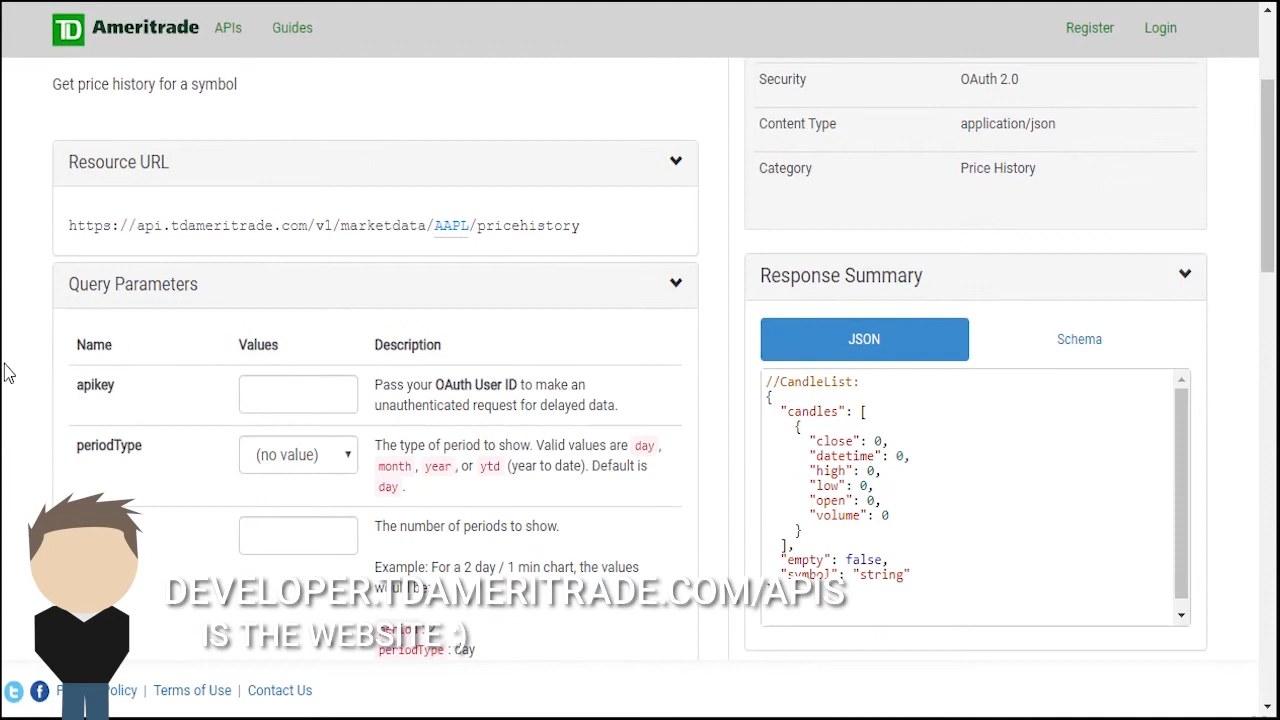 TD Ameritrade APIs Guides Register Login
Get price history for a symbol
Resource URL
https://api.tdameritrade.com/v1/marketdata/AAPL/pricehistory
Query Parameters
Name Values Description
apikey
Pass your OAuth User ID to make an
unauthenticated request for delayed data.
periodType
(no value)
The type of period to show. Valid values are day,
month, year, or ytd (year to date). Default is
day.
The number of periods to show.
Example: For a 2 day / 1 min chart, the values
periodType: day
Security OAuth 2.0
Content Type application/json
Category Price History
Response Summary
JSON Schema
//CandleList:
{
"candles": [
{
"close": 0,
"datetime": 0,
"high": 0,
"low": 0,
"open": 0,
"volume": 0
}
],
"empty": false,
"symbol": "string"
DEVELOPER.TDAMERITRADE.COM/APIS
IS THE WEBSITE :)
Policy | Terms of Use | Contact Us